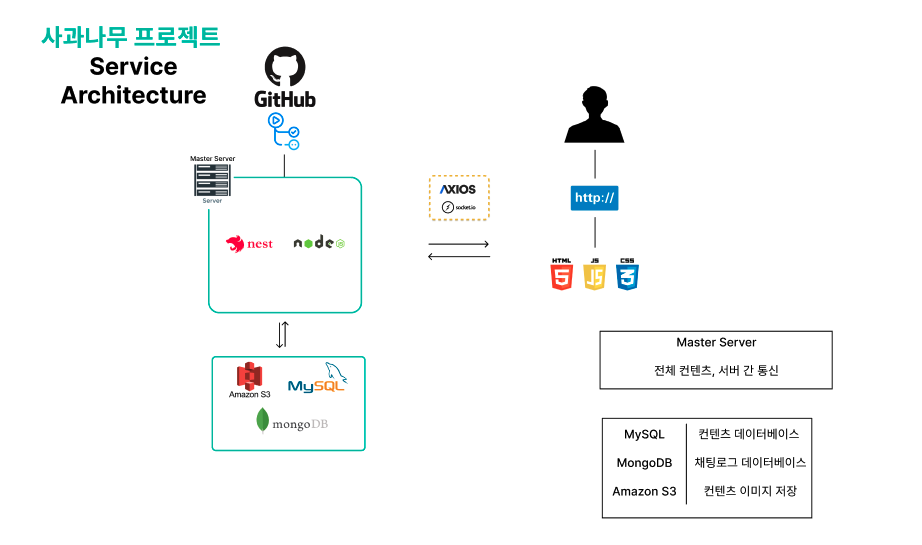 사과나무 프로젝트
Service
Architecture
GitHub
Master Server
Server
nest
node
JS
AXIOS
socket.io
http://
HTML
JS
CSS
5
JS
3
Amazon S3
MySQL
mongoDB
Master Server
전체 컨텐츠, 서버 간 통신
MySQL 컨텐츠 데이터베이스
MongoDB 채팅로그 데이터베이스
Amazon S3 컨텐츠 이미지 저장